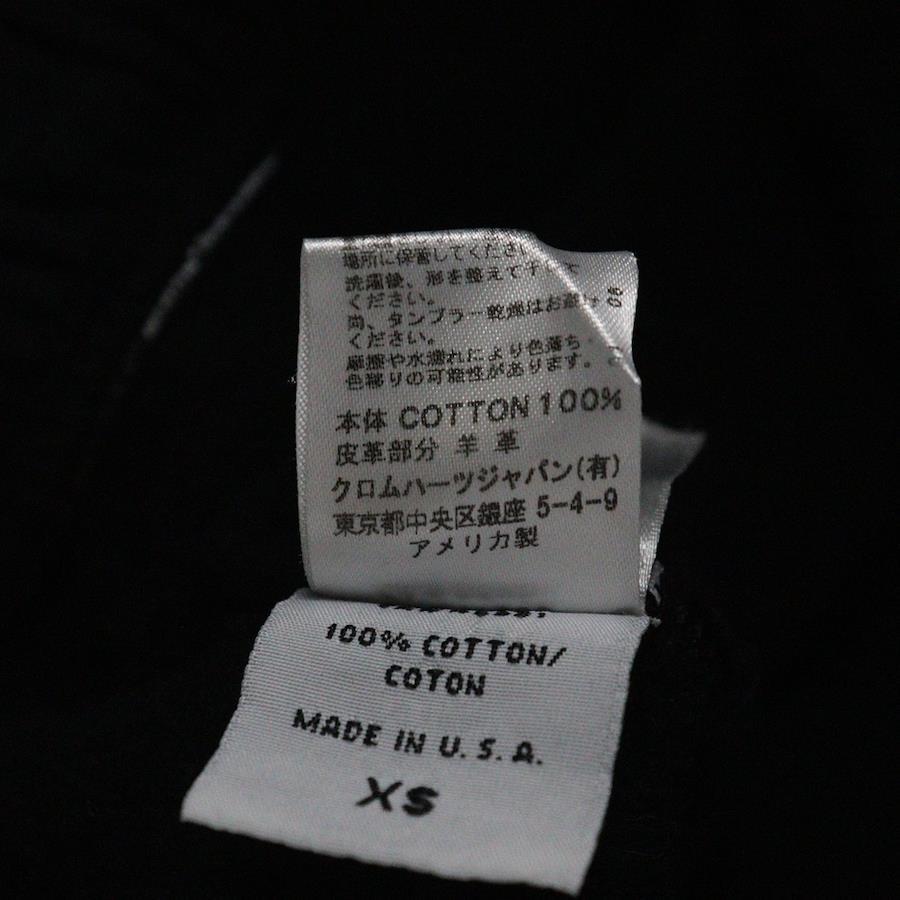 場所に保管してください。
洗濯後、形を整えて干して
ください。
尚、タンブラー乾燥はお避け
ください。
摩擦や水濡れにより色落ち
色移りの可能性があります。
本体 COTTON 100%
皮革部分 羊 革
クロムハーツジャパン(有)
東京都中央区銀座 5-4-9
アメリカ製
100% COTTON/
COTON
MADE IN U.S.A.
XS